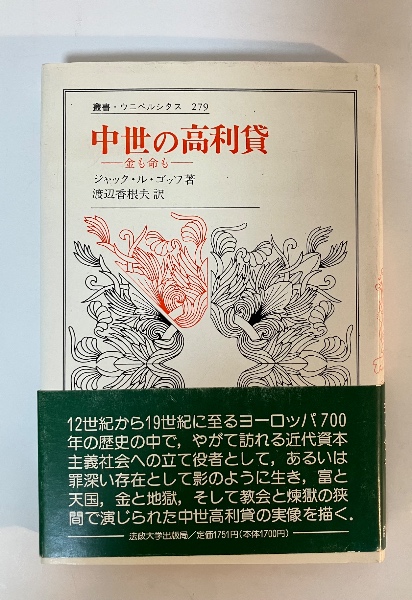 叢書・ウニベルシタス 279
中世の高利貸
——金も命も——
ジャック・ル・ゴッフ著
渡辺香根夫 訳
12世紀から19世紀に至るヨーロッパ700
年の歴史の中で，やがて訪れる近代資本
主義社会への立て役者として，あるいは
罪深い存在として影のように生き，富と
天国，金と地獄，そして教会と煉獄の狭
間で演じられた中世高利貸の実像を描く．
法政大学出版局／定価1751円(本体1700円)